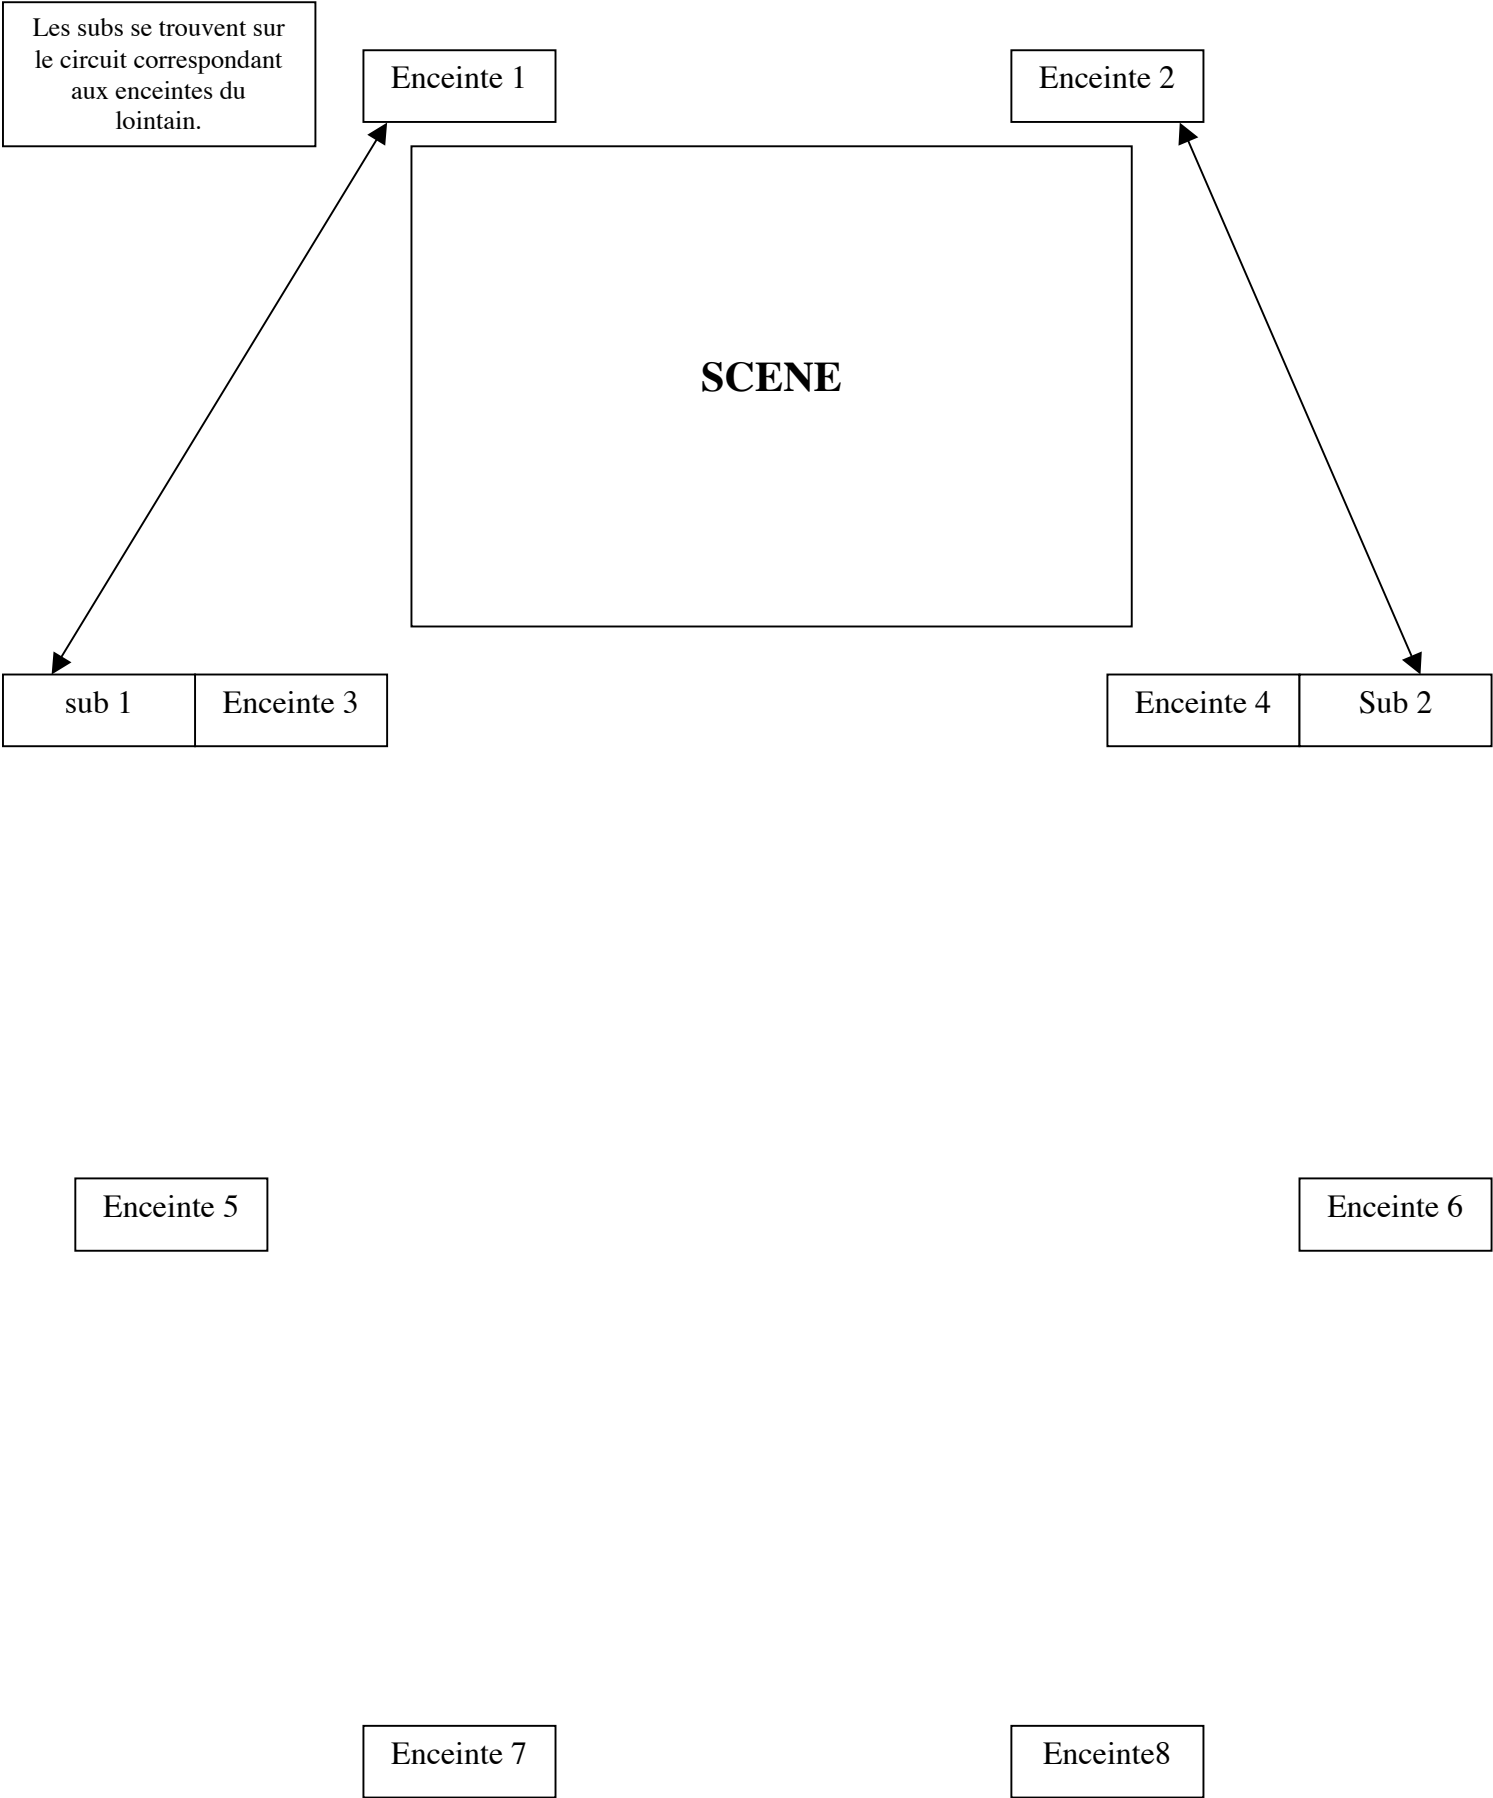 Les subs se trouvent sur
le circuit correspondant
aux enceintes du
lointain.
Enceinte 1
Enceinte 2
SCENE
sub 1
Enceinte 3
Enceinte 4
Sub 2
Enceinte 5
Enceinte 6
Enceinte 7
Enceinte8